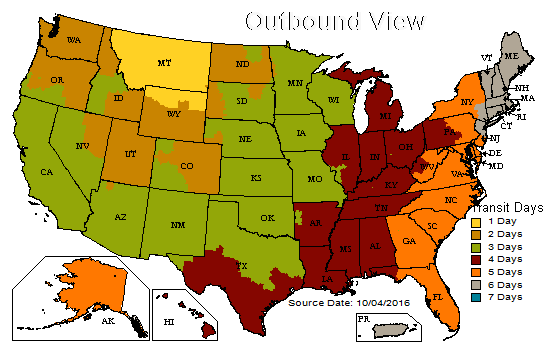 Outbound View
WA
MT
ND
MN
VT
ME
OR
ID
SD
WI
MI
NY
NH
MA
WY
RI
CT
NV
UT
NE
IA
PA
NJ
CO
IL
IN
OH
DE
MD
CA
KS
MO
KY
WV
VA
TN
NC
AZ
NM
OK
AR
SC
MS
AL
GA
TX
LA
FL
AK
HI
PR
Transit Days
1 Day
2 Days
3 Days
4 Days
5 Days
6 Days
7 Days
Source Date: 10/04/2016